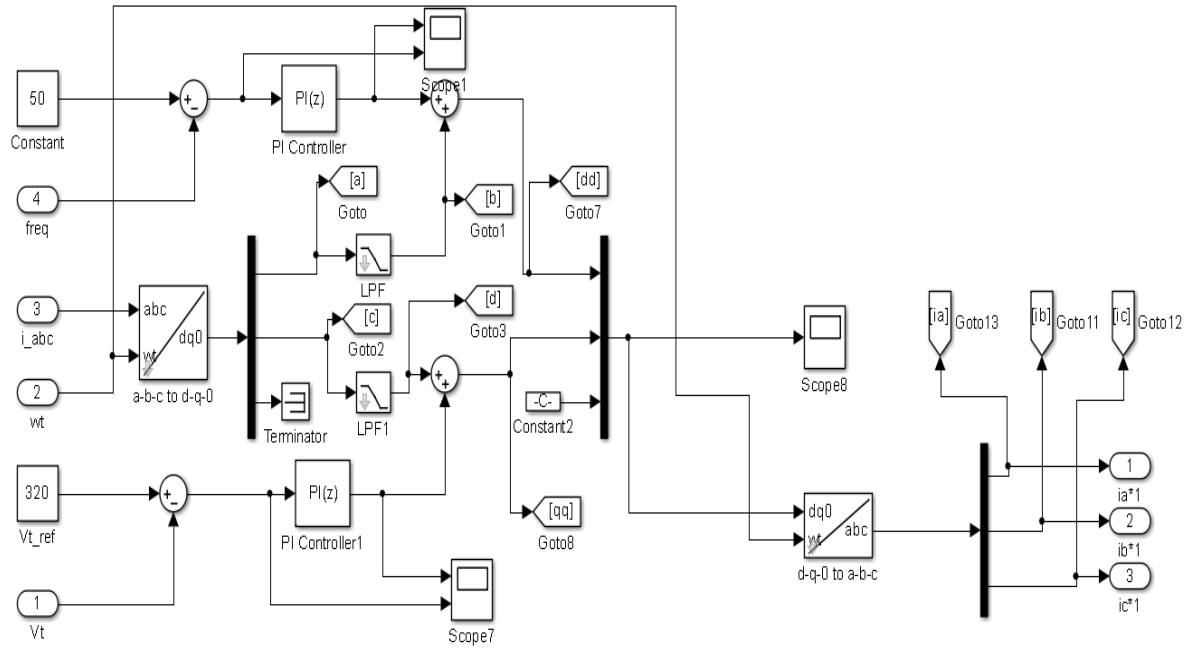 Scope1
50
+
−
PI(z)
+
+
Constant
PI Controller
4
freq
[a]
Goto
[b]
Goto1
[dd]
Goto7
LPF
3
i_abc
abc
wt
dq0
a-b-c to d-q-0
[c]
Goto2
[d]
Goto3
2
wt
Terminator
LPF1
+
+
-C-
Constant2
Scope8
[ia]
Goto13
[ib]
Goto11
[ic]
Goto12
320
Vt_ref
+
−
PI(z)
PI Controller1
[qq]
Goto8
dq0
wt
abc
d-q-0 to a-b-c
1
ia*1
2
ib*1
3
ic*1
1
Vt
Scope7